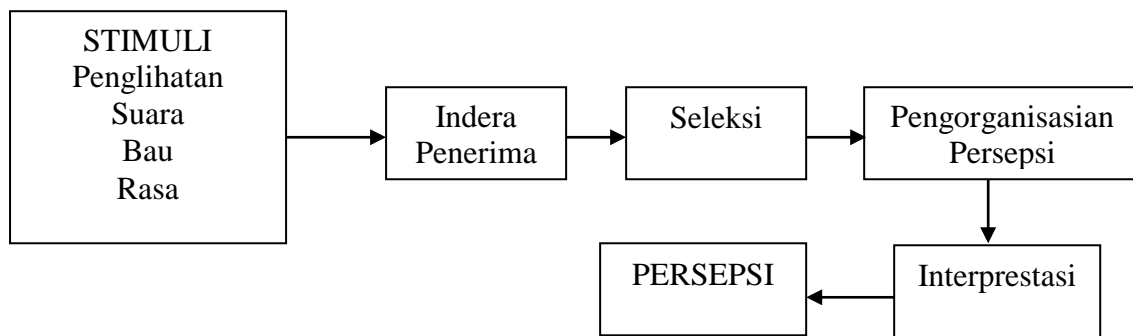 STIMULI
Penglihatan
Suara
Bau
Rasa
Indera
Penerima
Seleksi
Pengorganisasian
Persepsi
Interprestasi
PERSEPSI